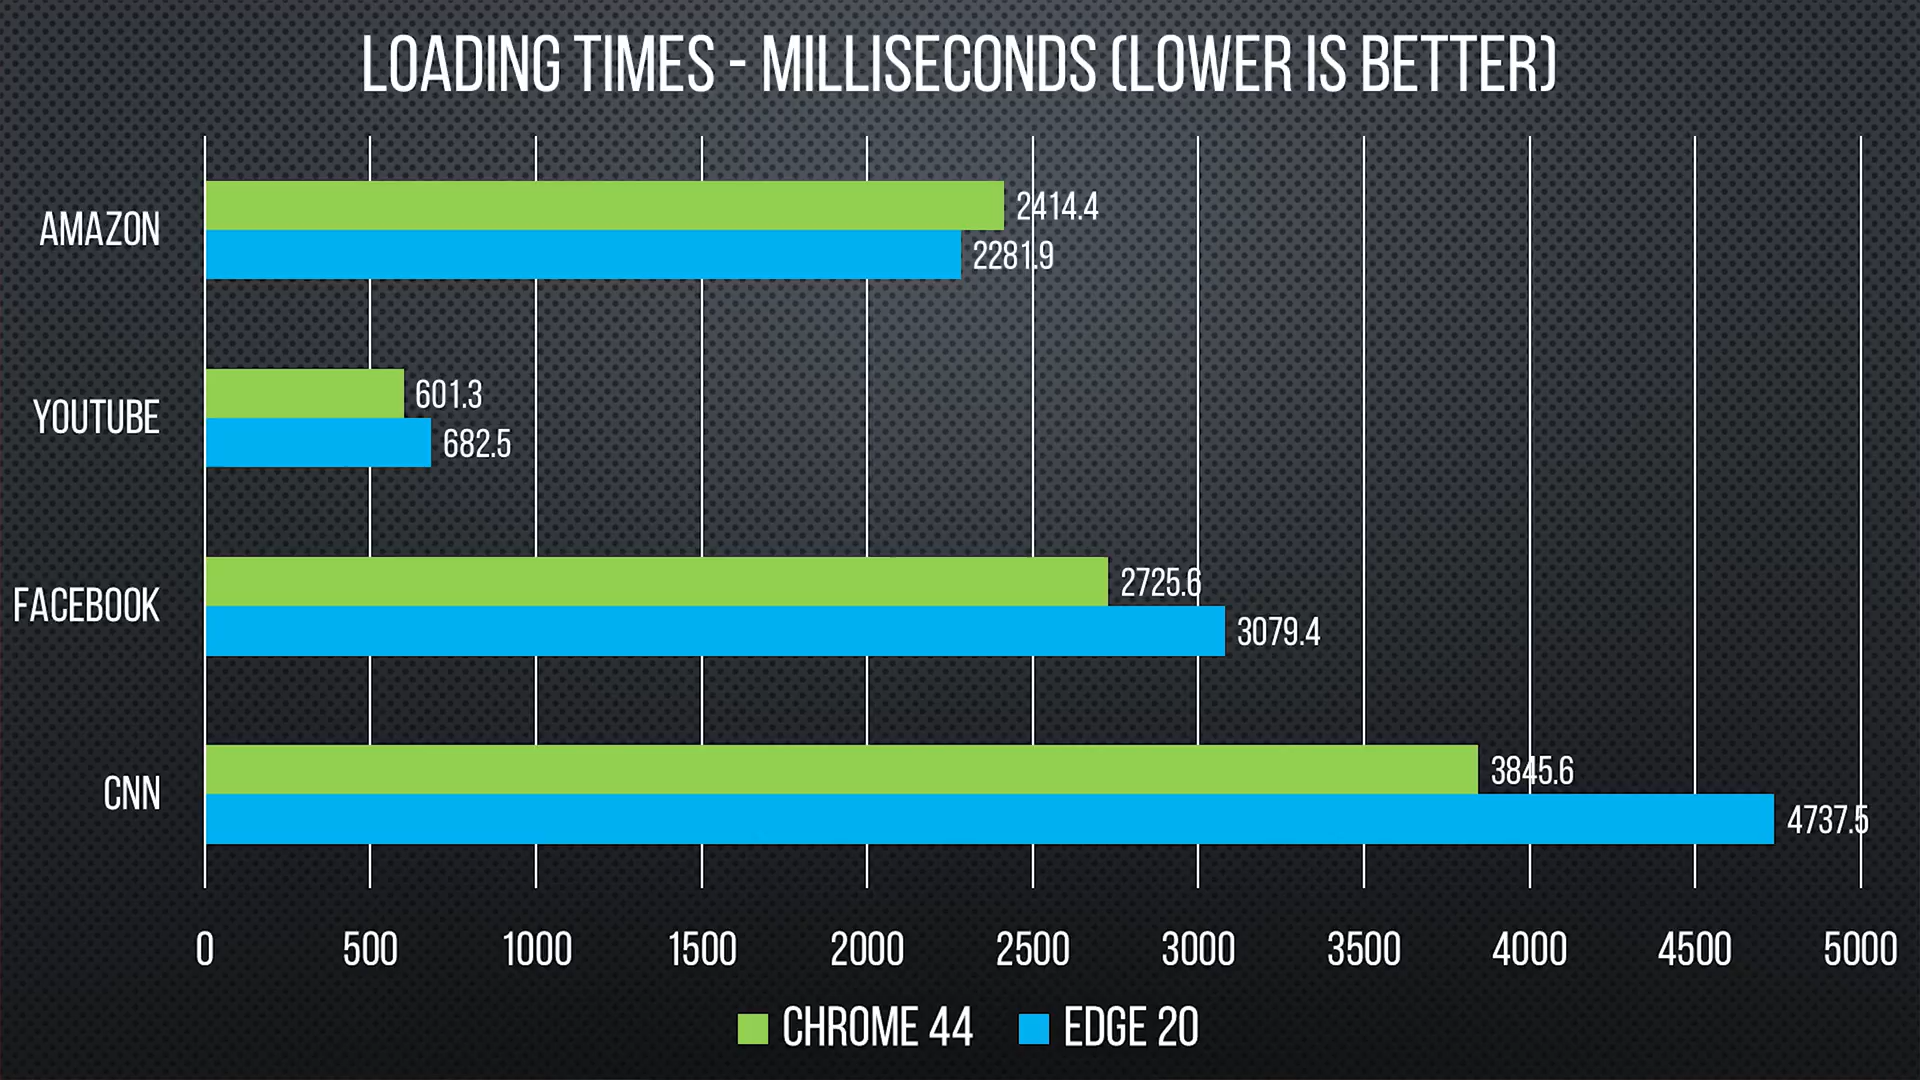 LOADING TIMES - MILLISECONDS (LOWER IS BETTER)
AMAZON
2414.4
2281.9
YOUTUBE
601.3
682.5
FACEBOOK
2725.6
3079.4
CNN
3845.6
4737.5
0 500 1000 1500 2000 2500 3000 3500 4000 4500 5000
CHROME 44 EDGE 20